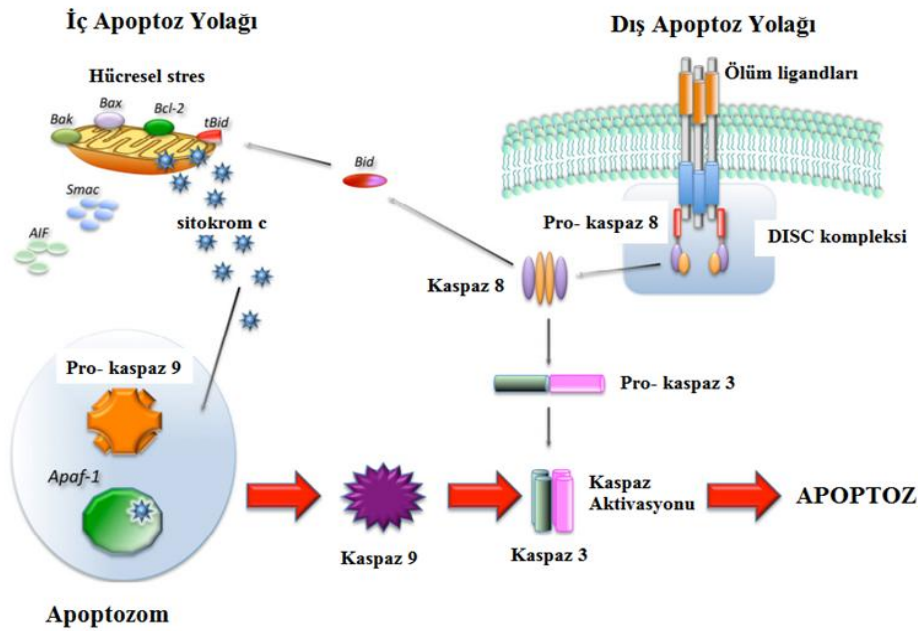 İç Apoptoz Yolağı
Dış Apoptoz Yolağı
Hücresel stres
Ölüm ligandları
Bak
Bax
Bcl-2
tBid
Bid
Smac
AIF
sitokrom c
Pro- kaspaz 8
DISC kompleksi
Kaspaz 8
Pro- kaspaz 9
Pro- kaspaz 3
Apaf-1
Kaspaz 9
Kaspaz 3
Kaspaz
Aktivasyonu
APOPTOZ
Apoptozom